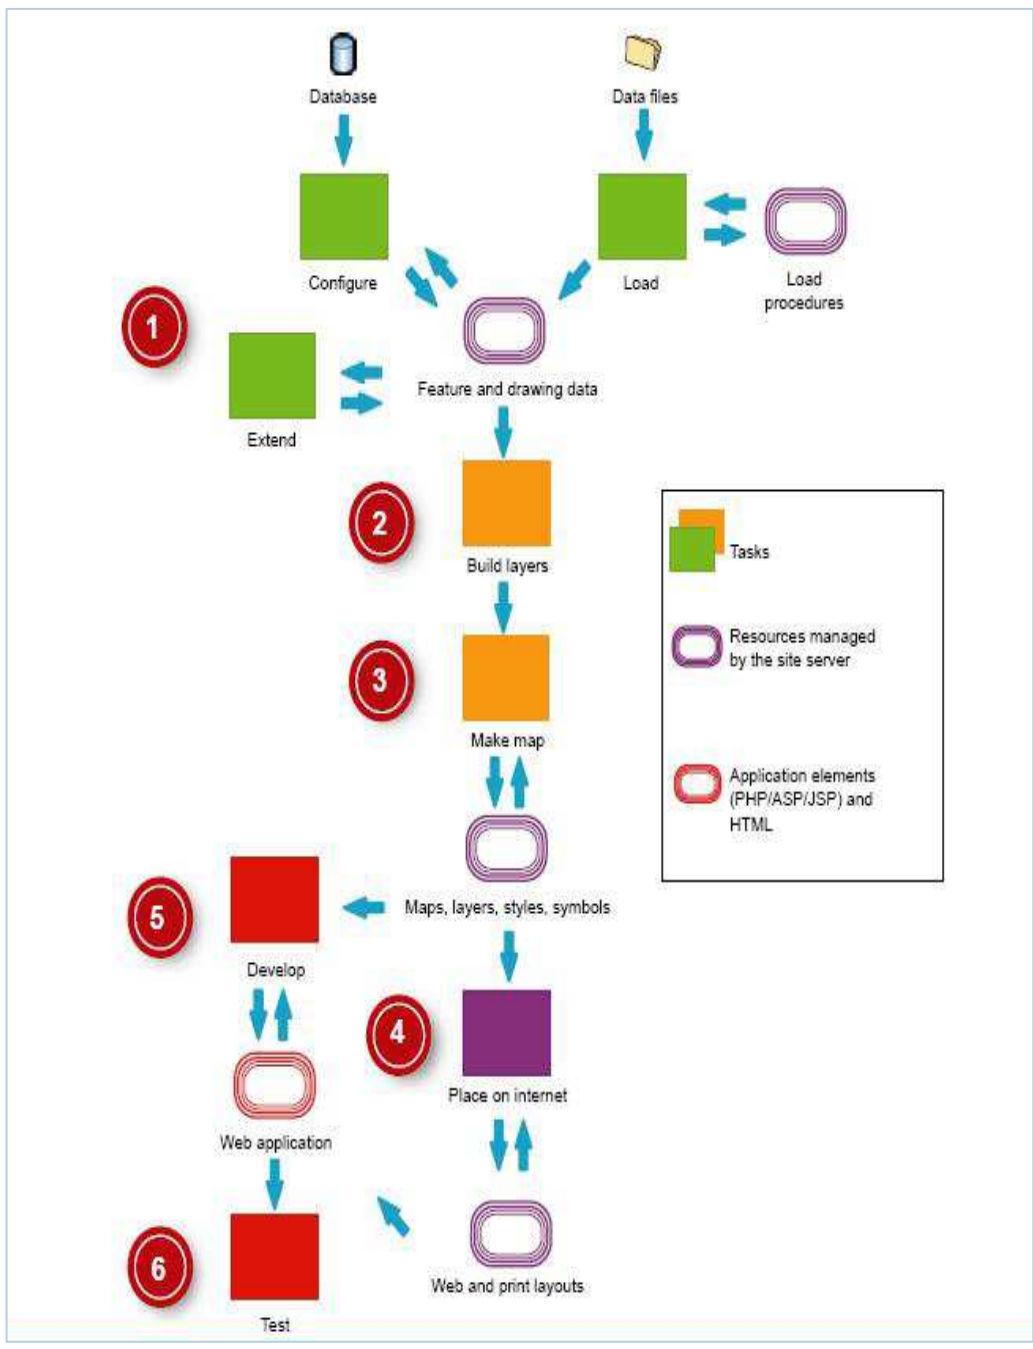 Database
Data files
Configure
Load
Load
procedures
1
Feature and drawing data
Extend
2
Build layers
Tasks
Resources managed
by the site server
3
Make map
Application elements
(PHP/ASP/JSP) and
HTML
Maps, layers, styles, symbols
5
Develop
4
Place on internet
Web application
6
Web and print layouts
Test